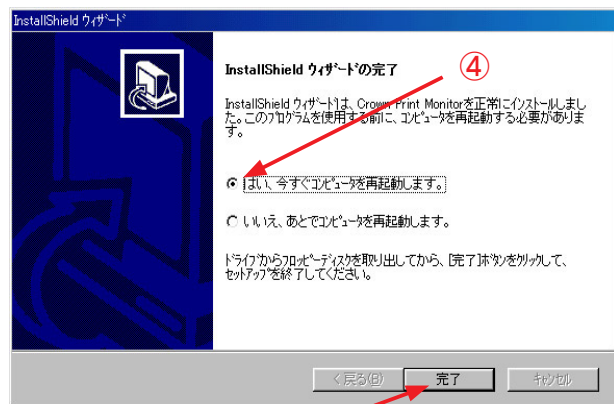 InstallShield ウィザード
InstallShield ウィザードの完了
④
InstallShield ウィザードは、Crown Print Monitorを正常にインストールしまし
た。このプログラムを使用する前に、コンピュータを再起動する必要がありま
す。
はい、今すぐコンピュータを再起動します。
いいえ、あとでコンピュータを再起動します。
ドライブからフロッピーディスクを取り出してから、[完了]ボタンをクリックして、
セットアップを終了してください。
< 戻る(B)
完了
キャンセル